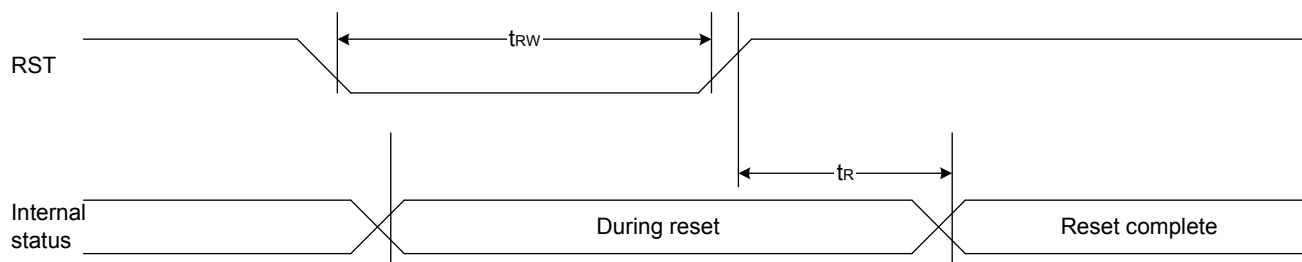 tRW
RST
tR
Internal
status
During reset
Reset complete